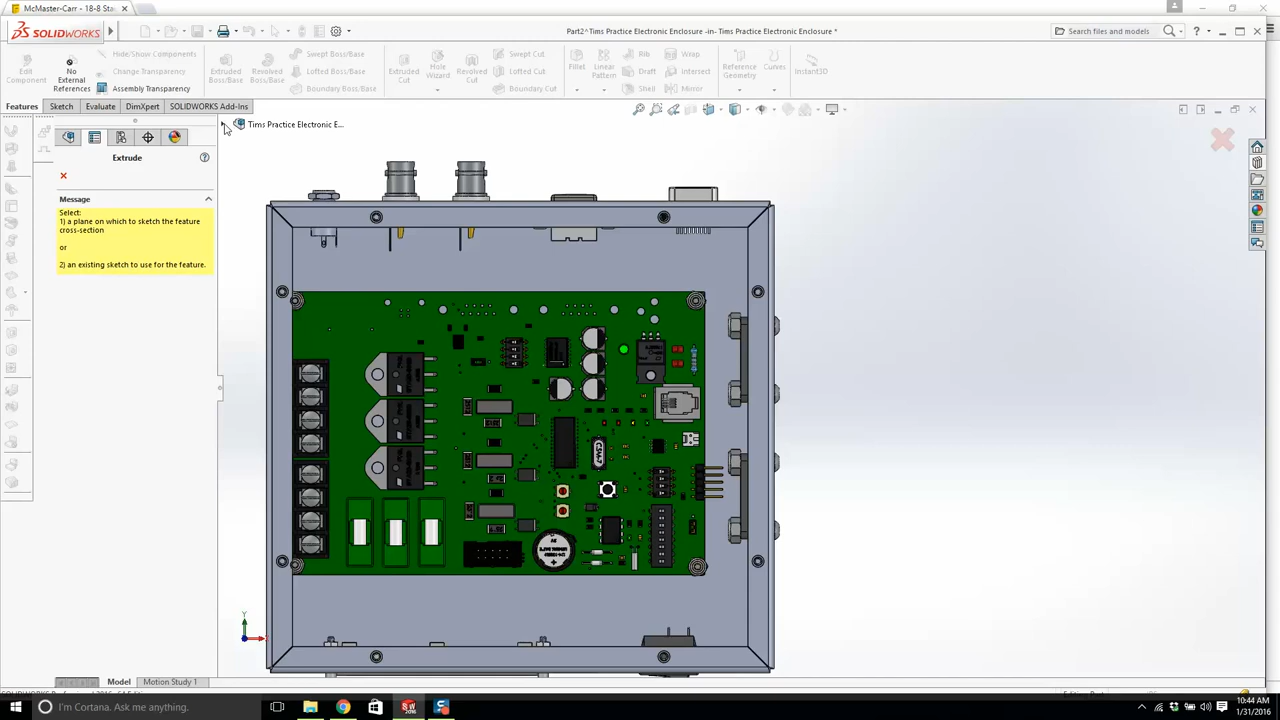 McMaster-Carr - 18-8 Sta...
SOLIDWORKS
Part2^Tims Practice Electronic Enclosure -in- Tims Practice Electronic Enclosure *
Search files and models
Edit Component
No External References
Hide/Show Components
Change Transparency
Assembly Transparency
Extruded Boss/Base
Revolved Boss/Base
Swept Boss/Base
Lofted Boss/Base
Boundary Boss/Base
Extruded Cut
Hole Wizard
Revolved Cut
Swept Cut
Lofted Cut
Boundary Cut
Fillet
Linear Pattern
Rib
Draft
Shell
Wrap
Intersect
Mirror
Reference Geometry
Curves
Instant3D
Features
Sketch
Evaluate
DimXpert
SOLIDWORKS Add-Ins
Tims Practice Electronic E...
Extrude
Message
Select:
1) a plane on which to sketch the feature
cross-section
or
2) an existing sketch to use for the feature.
Y
Model
Motion Study 1
I'm Cortana. Ask me anything.
10:44 AM
1/31/2016